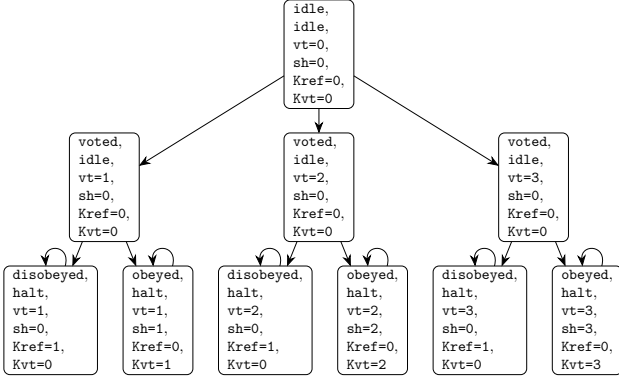 idle,
idle,
vt=0,
sh=0,
Kref=0,
Kvt=0
voted,
idle,
vt=1,
sh=0,
Kref=0,
Kvt=0
voted,
idle,
vt=2,
sh=0,
Kref=0,
Kvt=0
voted,
idle,
vt=3,
sh=0,
Kref=0,
Kvt=0
disobeyed,
halt,
vt=1,
sh=0,
Kref=1,
Kvt=0
obeyed,
halt,
vt=1,
sh=1,
Kref=0,
Kvt=1
disobeyed,
halt,
vt=2,
sh=0,
Kref=1,
Kvt=0
obeyed,
halt,
vt=2,
sh=2,
Kref=0,
Kvt=2
disobeyed,
halt,
vt=3,
sh=0,
Kref=1,
Kvt=0
obeyed,
halt,
vt=3,
sh=3,
Kref=0,
Kvt=3